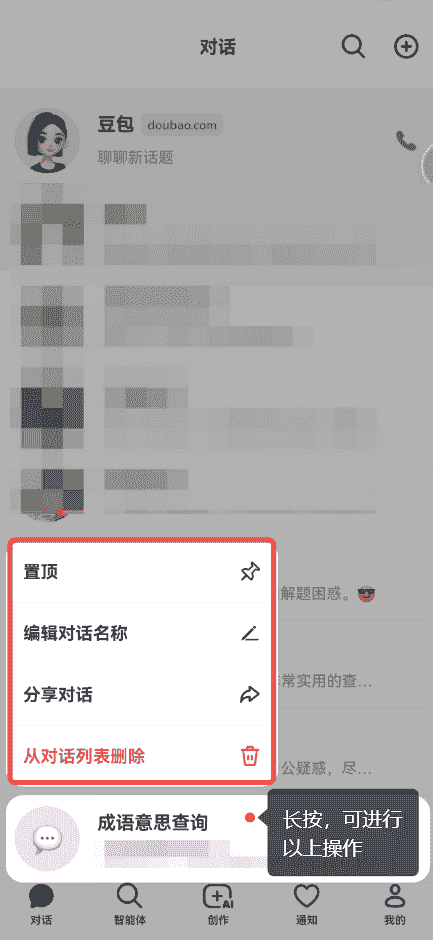 对话
豆包 doubao.com
聊聊新话题
解题困惑。
置顶
编辑对话名称
常实用的查...
分享对话
从对话列表删除
公疑惑，尽...
成语意思查询
长按，可进行
以上操作
对话 智能体 创作 通知 我的
AI